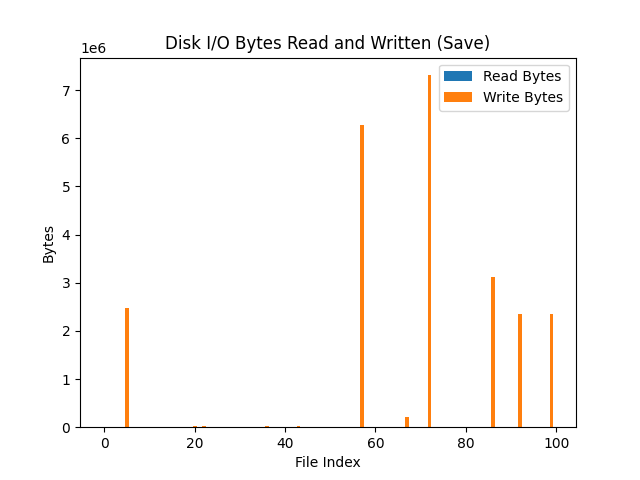 Disk I/O Bytes Read and Written (Save)
1e6
Read Bytes
Write Bytes
7
6
5
4
3
2
1
0
Bytes
0 20 40 60 80 100
File Index